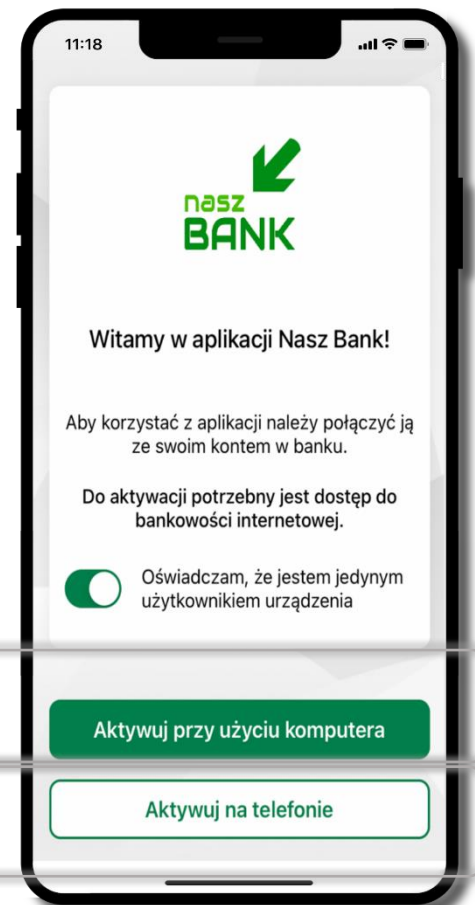 11:18
nasz
BANK
Witamy w aplikacji Nasz Bank!
Aby korzystać z aplikacji należy połączyć ją
ze swoim kontem w banku.
Do aktywacji potrzebny jest dostęp do
bankowości internetowej.
Oświadczam, że jestem jedynym
użytkownikiem urządzenia
Aktywuj przy użyciu komputera
Aktywuj na telefonie